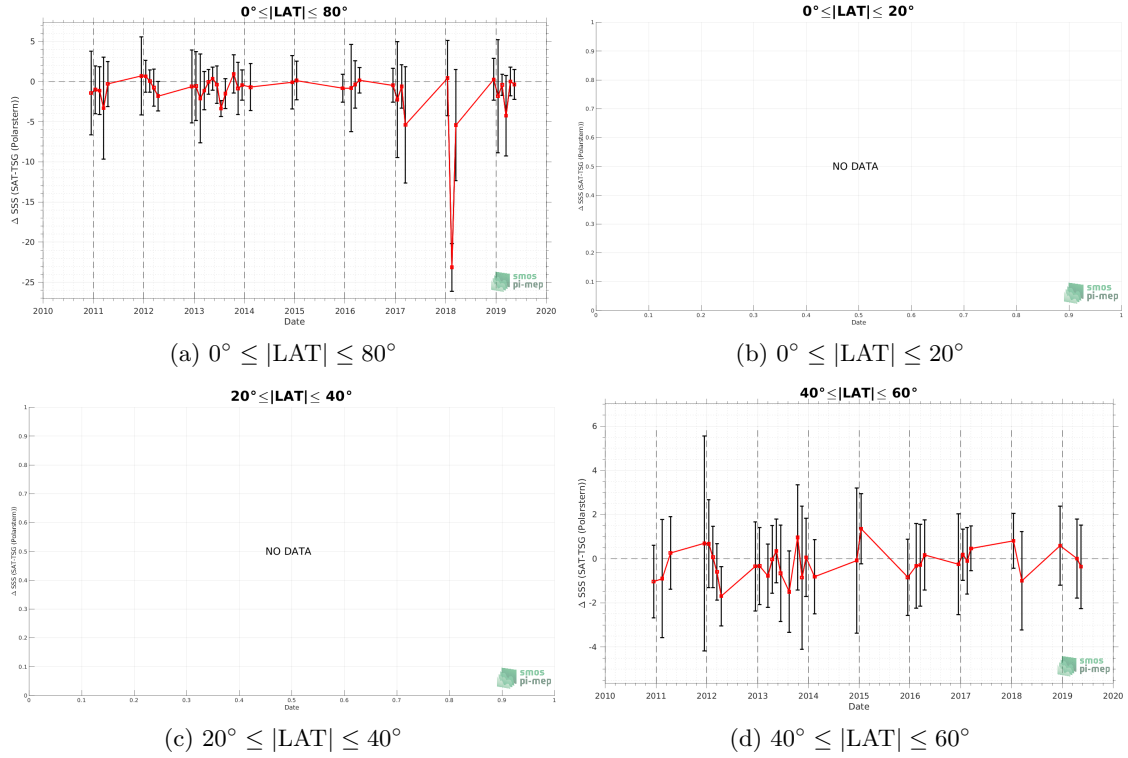 0°≤|LAT|≤ 80°
Δ SSS (SAT-TSG (Polarstern))
5
0
-5
-10
-15
-20
-25
2010 2011 2012 2013 2014 2015 2016 2017 2018 2019 2020
Date
smos
pi-mep
(a) 0° ≤ |LAT| ≤ 80°
0°≤|LAT|≤ 20°
Δ SSS (SAT-TSG (Polarstern))
1
0.9
0.8
0.7
0.6
0.5
0.4
0.3
0.2
0.1
0
NO DATA
0 0.1 0.2 0.3 0.4 0.5 0.6 0.7 0.8 0.9 1
Date
smos
pi-mep
(b) 0° ≤ |LAT| ≤ 20°
20°≤|LAT|≤ 40°
Δ SSS (SAT-TSG (Polarstern))
1
0.9
0.8
0.7
0.6
0.5
0.4
0.3
0.2
0.1
0
NO DATA
0 0.1 0.2 0.3 0.4 0.5 0.6 0.7 0.8 0.9 1
Date
smos
pi-mep
(c) 20° ≤ |LAT| ≤ 40°
40°≤|LAT|≤ 60°
Δ SSS (SAT-TSG (Polarstern))
6
4
2
0
-2
-4
2010 2011 2012 2013 2014 2015 2016 2017 2018 2019 2020
Date
smos
pi-mep
(d) 40° ≤ |LAT| ≤ 60°